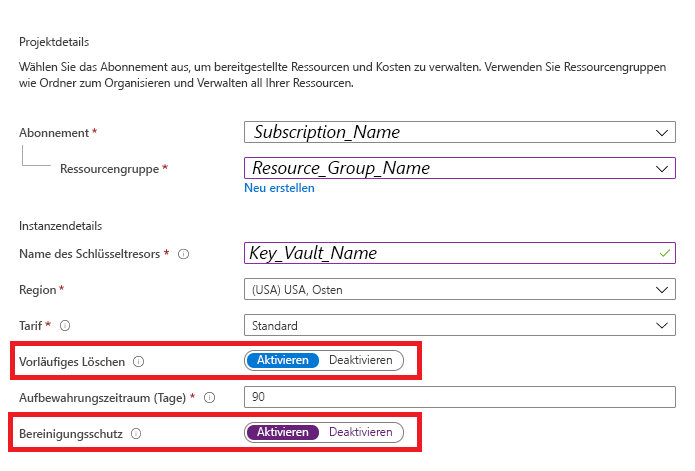 Projektdetails
Wählen Sie das Abonnement aus, um bereitgestellte Ressourcen und Kosten zu verwalten. Verwenden Sie Ressourcengruppen
wie Ordner zum Organisieren und Verwalten all Ihrer Ressourcen.
Abonnement * Subscription_Name
Ressourcengruppe * Resource_Group_Name
Neu erstellen
Instanzendetails
Name des Schlüsseltresors * Key_Vault_Name
Region * (USA) USA, Osten
Tarif * Standard
Vorläufiges Löschen Aktivieren Deaktivieren
Aufbewahrungszeitraum (Tage) * 90
Bereinigungsschutz Aktivieren Deaktivieren